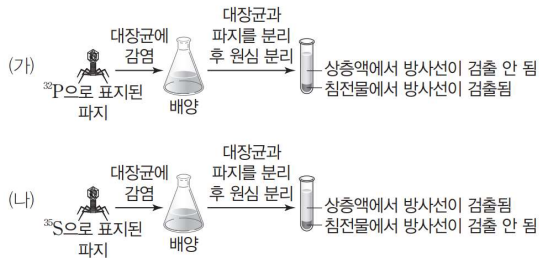 (가)
³²P으로 표지된
파지
대장균에
감염
배양
대장균과
파지를 분리
후 원심 분리
상층액에서 방사선이 검출 안 됨
침전물에서 방사선이 검출됨
(나)
³⁵S으로 표지된
파지
대장균에
감염
배양
대장균과
파지를 분리
후 원심 분리
상층액에서 방사선이 검출됨
침전물에서 방사선이 검출 안 됨